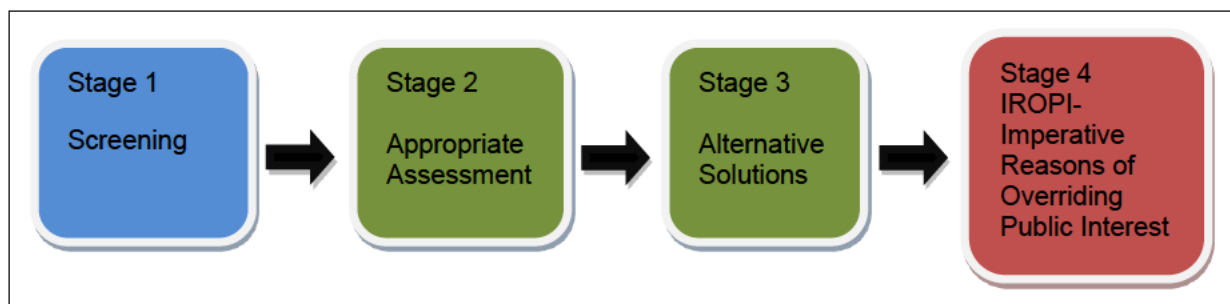 Stage 1
Screening
Stage 2
Appropriate
Assessment
Stage 3
Alternative
Solutions
Stage 4
IROPI-
Imperative
Reasons of
Overriding
Public Interest